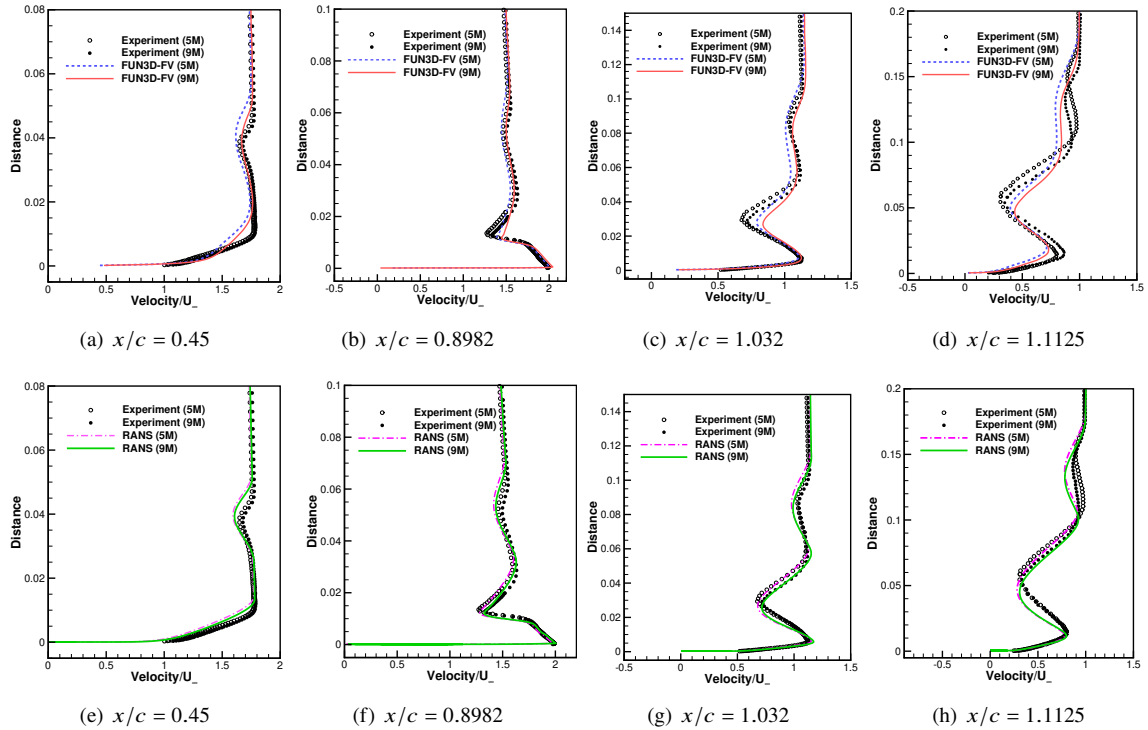 0.08
0.06
0.04
0.02
0
Distance
Experiment (5M)
Experiment (9M)
FUN3D-FV (5M)
FUN3D-FV (9M)
0 0.5 1 1.5 2
Velocity/U_
(a) x/c = 0.45
0.1
0.08
0.06
0.04
0.02
0
Distance
Experiment (5M)
Experiment (9M)
FUN3D-FV (5M)
FUN3D-FV (9M)
-0.5 0 0.5 1 1.5 2
Velocity/U_
(b) x/c = 0.8982
0.14
0.12
0.1
0.08
0.06
0.04
0.02
0
Distance
Experiment (5M)
Experiment (9M)
FUN3D-FV (5M)
FUN3D-FV (9M)
0 0.5 1 1.5
Velocity/U_
(c) x/c = 1.032
0.2
0.15
0.1
0.05
0
Distance
Experiment (5M)
Experiment (9M)
FUN3D-FV (5M)
FUN3D-FV (9M)
-0.5 0 0.5 1 1.5
Velocity/U_
(d) x/c = 1.1125
0.08
0.06
0.04
0.02
0
Distance
Experiment (5M)
Experiment (9M)
RANS (5M)
RANS (9M)
0 0.5 1 1.5 2
Velocity/U_
(e) x/c = 0.45
0.1
0.08
0.06
0.04
0.02
0
Distance
Experiment (5M)
Experiment (9M)
RANS (5M)
RANS (9M)
0 0.5 1 1.5 2
Velocity/U_
(f) x/c = 0.8982
0.14
0.12
0.1
0.08
0.06
0.04
0.02
0
Distance
Experiment (5M)
Experiment (9M)
RANS (5M)
RANS (9M)
-0.5 0 0.5 1 1.5
Velocity/U_
(g) x/c = 1.032
0.2
0.15
0.1
0.05
0
Distance
Experiment (5M)
Experiment (9M)
RANS (5M)
RANS (9M)
-0.5 0 0.5 1 1.5
Velocity/U_
(h) x/c = 1.1125